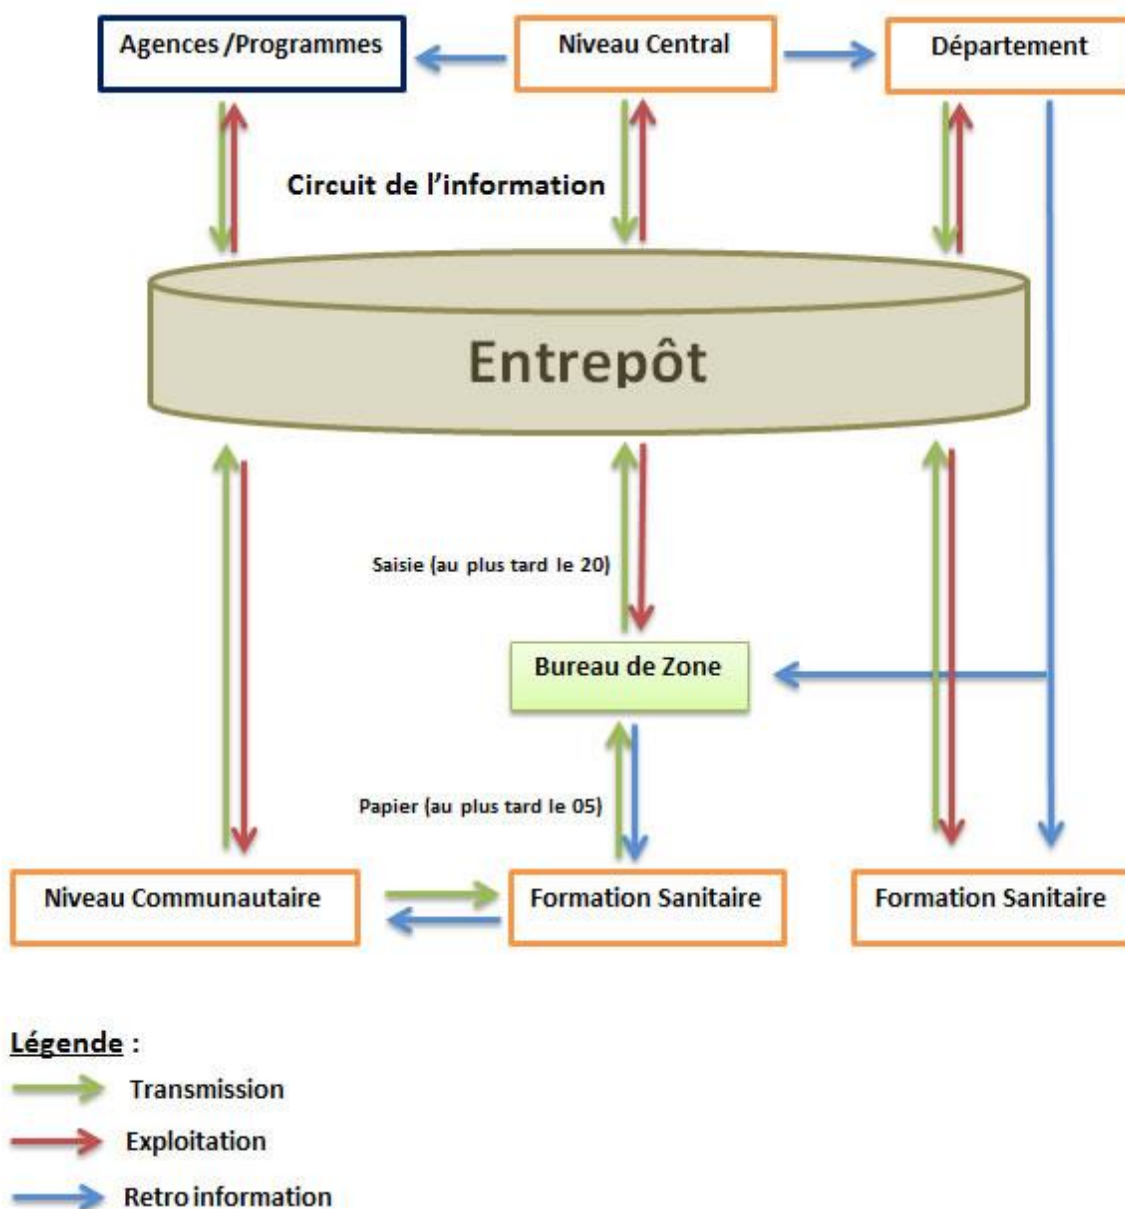 Agences /Programmes
Niveau Central
Département
Circuit de l’information
Entrepôt
Saisie (au plus tard le 20)
Bureau de Zone
Papier (au plus tard le 05)
Niveau Communautaire
Formation Sanitaire
Formation Sanitaire
Légende :
Transmission
Exploitation
Retro information